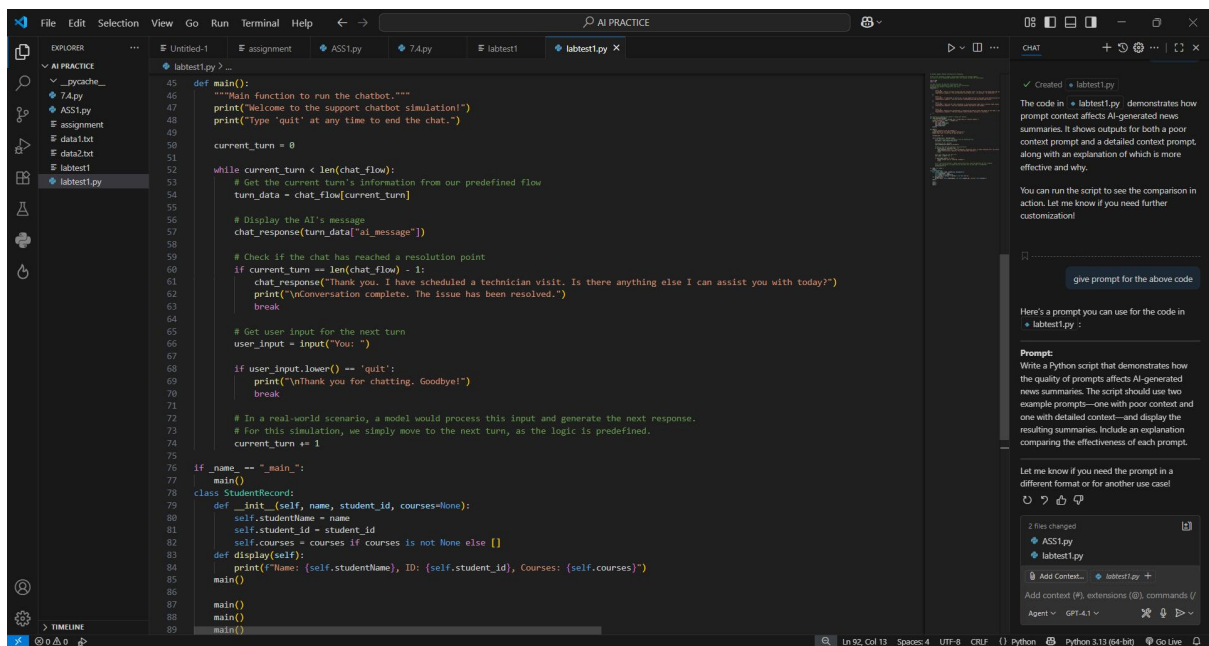 File Edit Selection View Go Run Terminal Help
AI PRACTICE
EXPLORER
AI PRACTICE
__pycache__
7.4.py
ASS1.py
assignment
data1.txt
data2.txt
labtest1
labtest1.py
TIMELINE
Untitled-1 assignment ASS1.py 7.4.py labtest1 labtest1.py
labtest1.py > ...
45 def main():
46 """Main function to run the chatbot."""
47 print("Welcome to the support chatbot simulation!")
48 print("Type 'quit' at any time to end the chat.")
49
50 current_turn = 0
51
52 while current_turn < len(chat_flow):
53 # Get the current turn's information from our predefined flow
54 turn_data = chat_flow[current_turn]
55
56 # Display the AI's message
57 chat_response(turn_data["ai_message"])
58
59 # Check if the chat has reached a resolution point
60 if current_turn == len(chat_flow) - 1:
61 chat_response("Thank you. I have scheduled a technician visit. Is there anything else I can assist you with today?")
62 print("\nConversation complete. The issue has been resolved.")
63 break
64
65 # Get user input for the next turn
66 user_input = input("You: ")
67
68 if user_input.lower() == 'quit':
69 print("\nThank you for chatting. Goodbye!")
70 break
71
72 # In a real-world scenario, a model would process this input and generate the next response.
73 # For this simulation, we simply move to the next turn, as the logic is predefined.
74 current_turn += 1
75
76 if _name_ == "_main_":
77 main()
78 class StudentRecord:
79 def __init__(self, name, student_id, courses=None):
80 self.studentName = name
81 self.student_id = student_id
82 self.courses = courses if courses is not None else []
83 def display(self):
84 print(f"Name: {self.studentName}, ID: {self.student_id}, Courses: {self.courses}")
85 main()
86
87 main()
88 main()
89 main()
CHAT
Created labtest1.py
The code in labtest1.py demonstrates how
prompt context affects AI-generated news
summaries. It shows outputs for both a poor
context prompt and a detailed context prompt,
along with an explanation of which is more
effective and why.
You can run the script to see the comparison in
action. Let me know if you need further
customization!
give prompt for the above code
Here's a prompt you can use for the code in
labtest1.py :
Prompt:
Write a Python script that demonstrates how
the quality of prompts affects AI-generated
news summaries. The script should use two
example prompts—one with poor context and
one with detailed context—and display the
resulting summaries. Include an explanation
comparing the effectiveness of each prompt.
Let me know if you need the prompt in a
different format or for another use case!
2 files changed
ASS1.py
labtest1.py
Add Context... labtest1.py +
Add context (#), extensions (@), commands (/
Agent GPT-4.1
0 0 Ln 92, Col 13 Spaces: 4 UTF-8 CRLF {} Python Python 3.13 (64-bit) Go Live